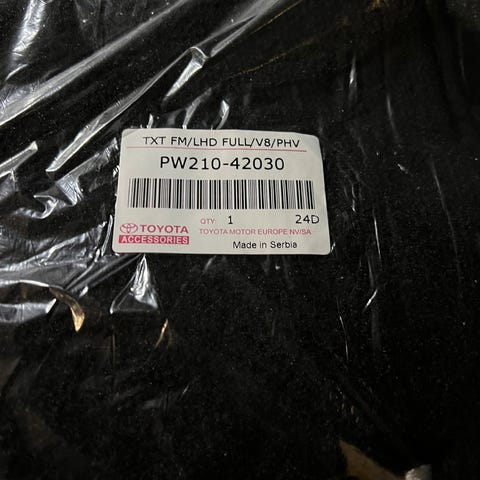 TXT FM/LHD FULL/V8/PHV
PW210-42030
QTY: 1 24D
TOYOTA
ACCESSORIES
TOYOTA MOTOR EUROPE NV/SA
Made in Serbia